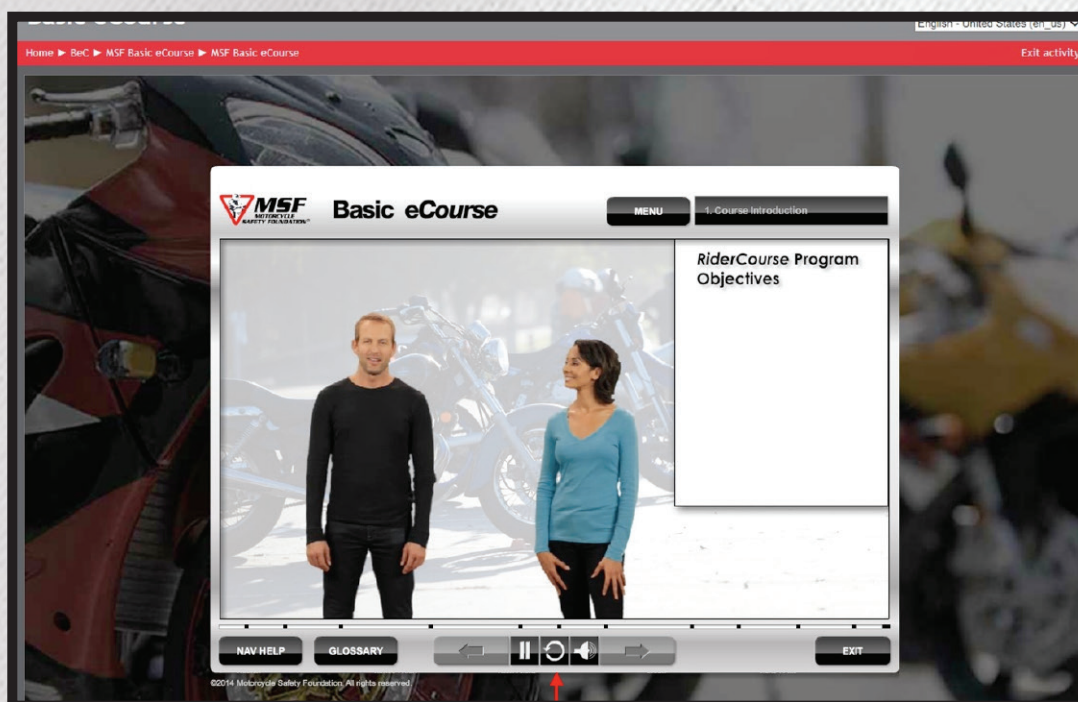 Basic eCourse
English - United States (en_us)
Home ► BeC ► MSF Basic eCourse ► MSF Basic eCourse
Exit activity
MSF
MOTORCYCLE
SAFETY FOUNDATION
Basic eCourse
MENU
1. Course Introduction
RiderCourse Program
Objectives
NAV HELP
GLOSSARY
EXIT
©2014 Motorcycle Safety Foundation. All rights reserved.